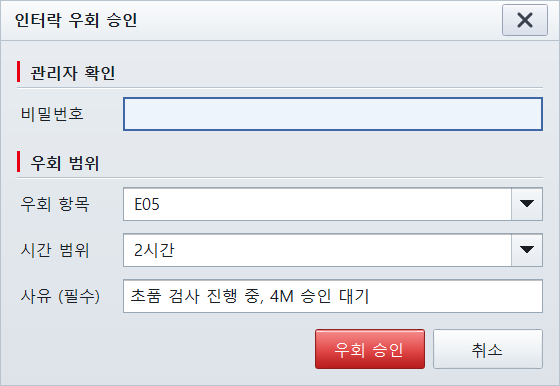 인터락 우회 승인
관리자 확인
비밀번호
우회 범위
우회 항목 E05
시간 범위 2시간
사유 (필수) 초품 검사 진행 중, 4M 승인 대기
우회 승인 취소